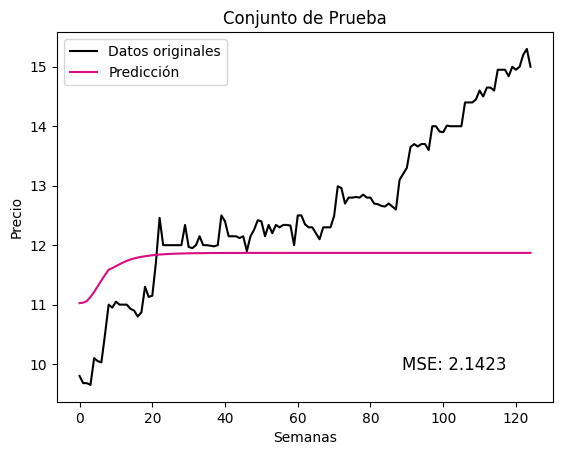 Conjunto de Prueba
Datos originales
Predicción
15
14
13
12
11
10
Precio
MSE: 2.1423
0 20 40 60 80 100 120
Semanas